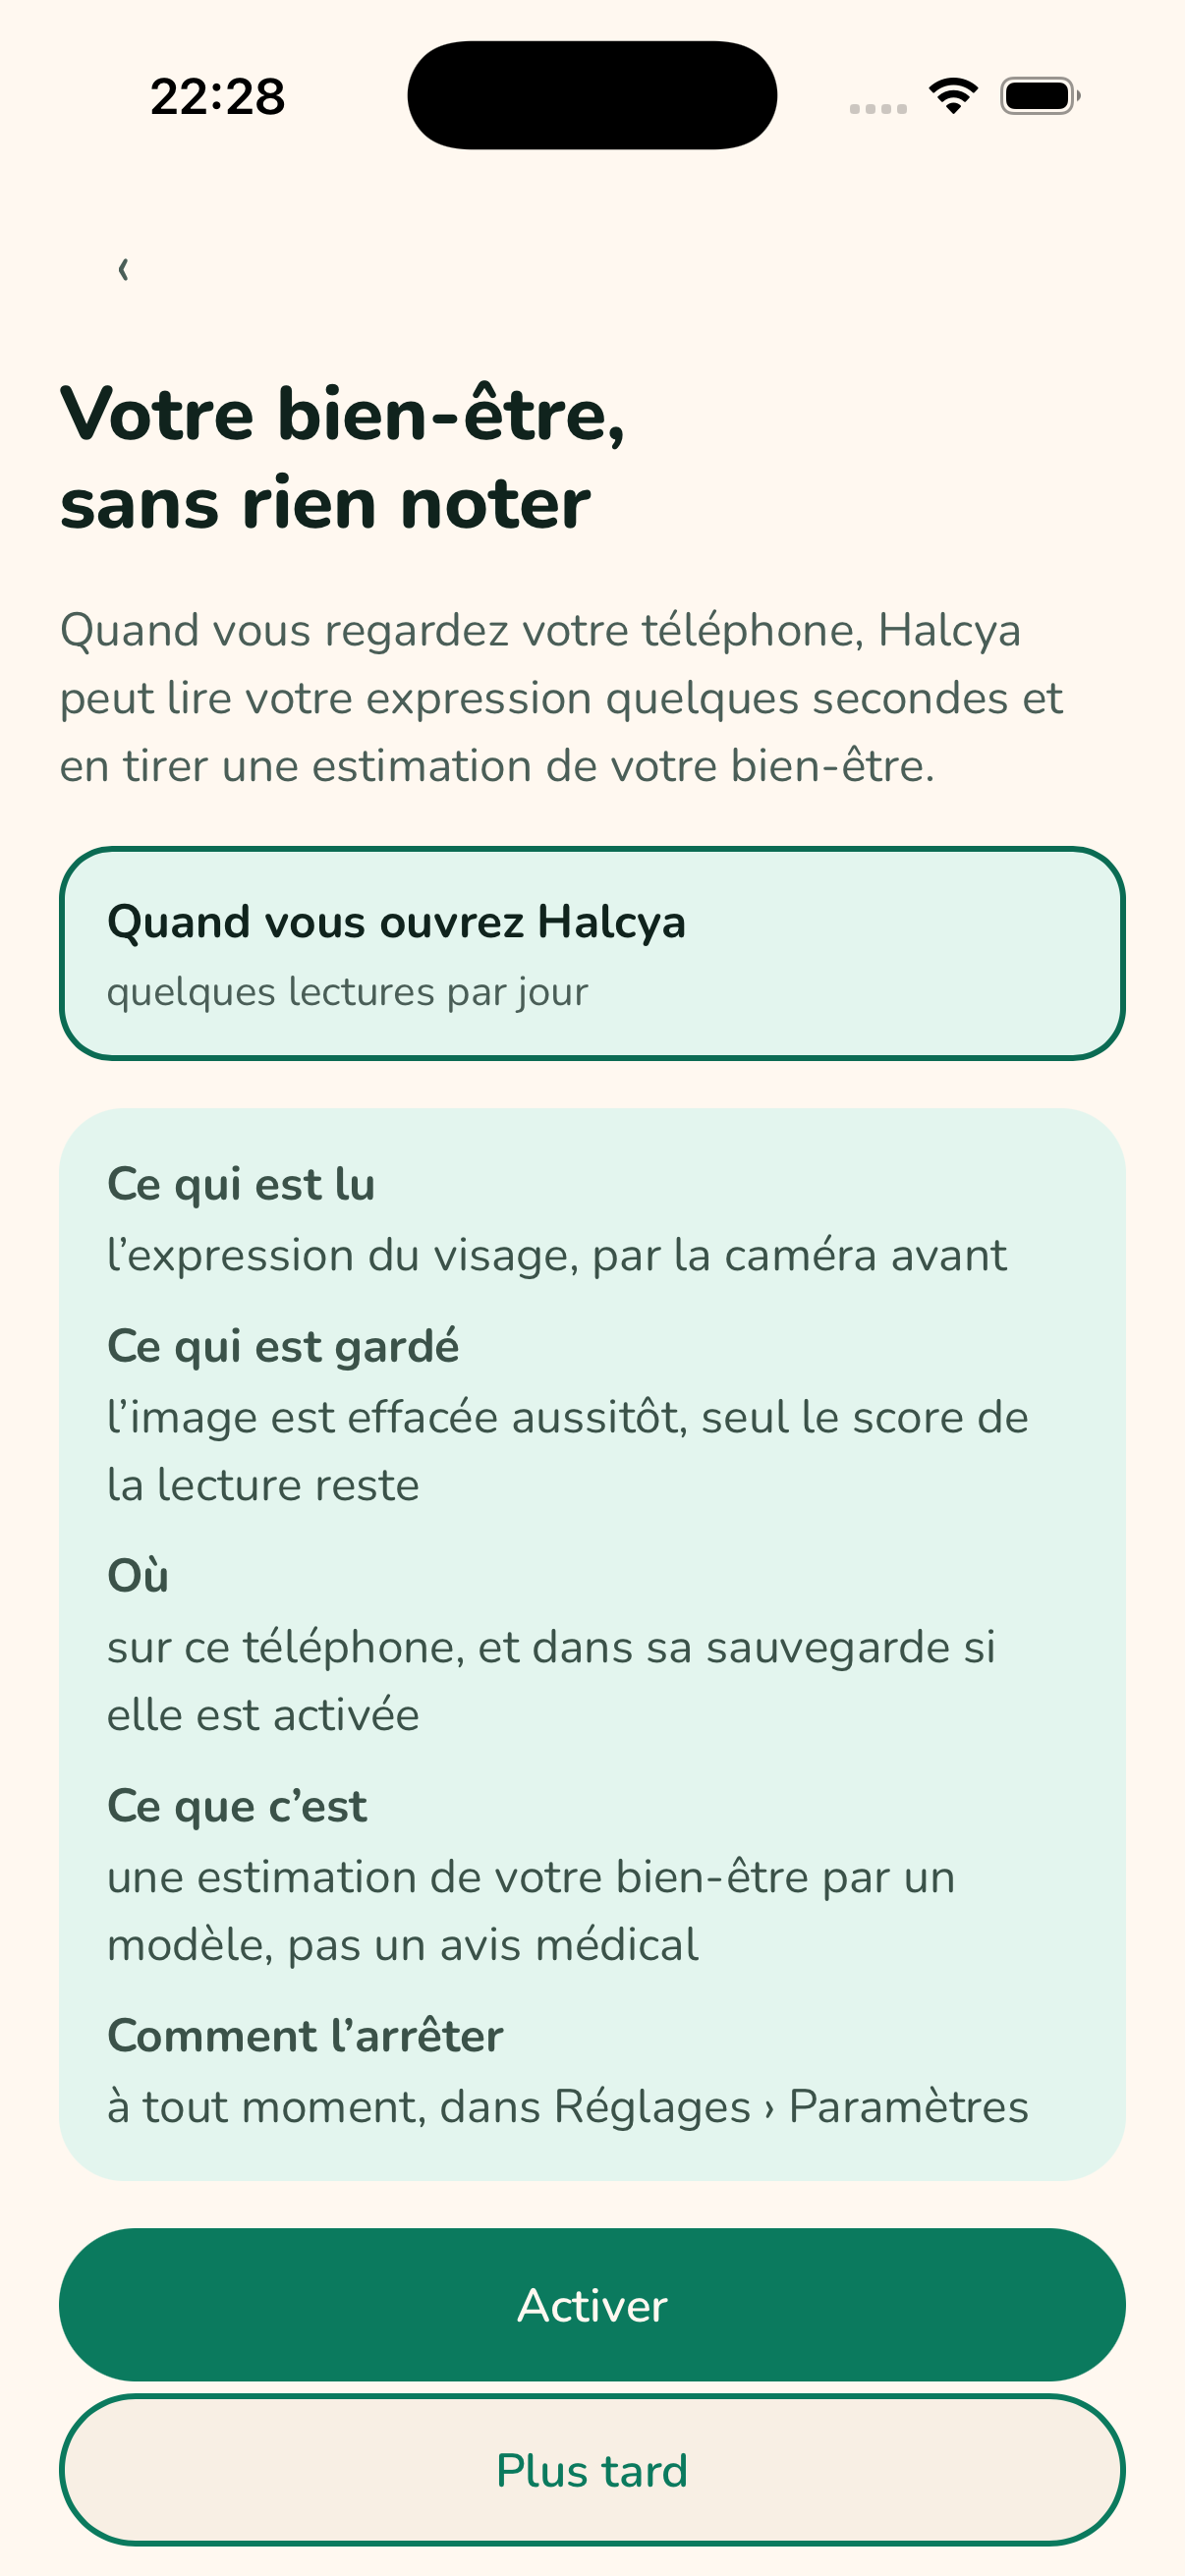 22:28
‹
Votre bien-être,
sans rien noter
Quand vous regardez votre téléphone, Halcya
peut lire votre expression quelques secondes et
en tirer une estimation de votre bien-être.
Quand vous ouvrez Halcya
quelques lectures par jour
Ce qui est lu
l’expression du visage, par la caméra avant
Ce qui est gardé
l’image est effacée aussitôt, seul le score de
la lecture reste
Où
sur ce téléphone, et dans sa sauvegarde si
elle est activée
Ce que c’est
une estimation de votre bien-être par un
modèle, pas un avis médical
Comment l’arrêter
à tout moment, dans Réglages › Paramètres
Activer
Plus tard